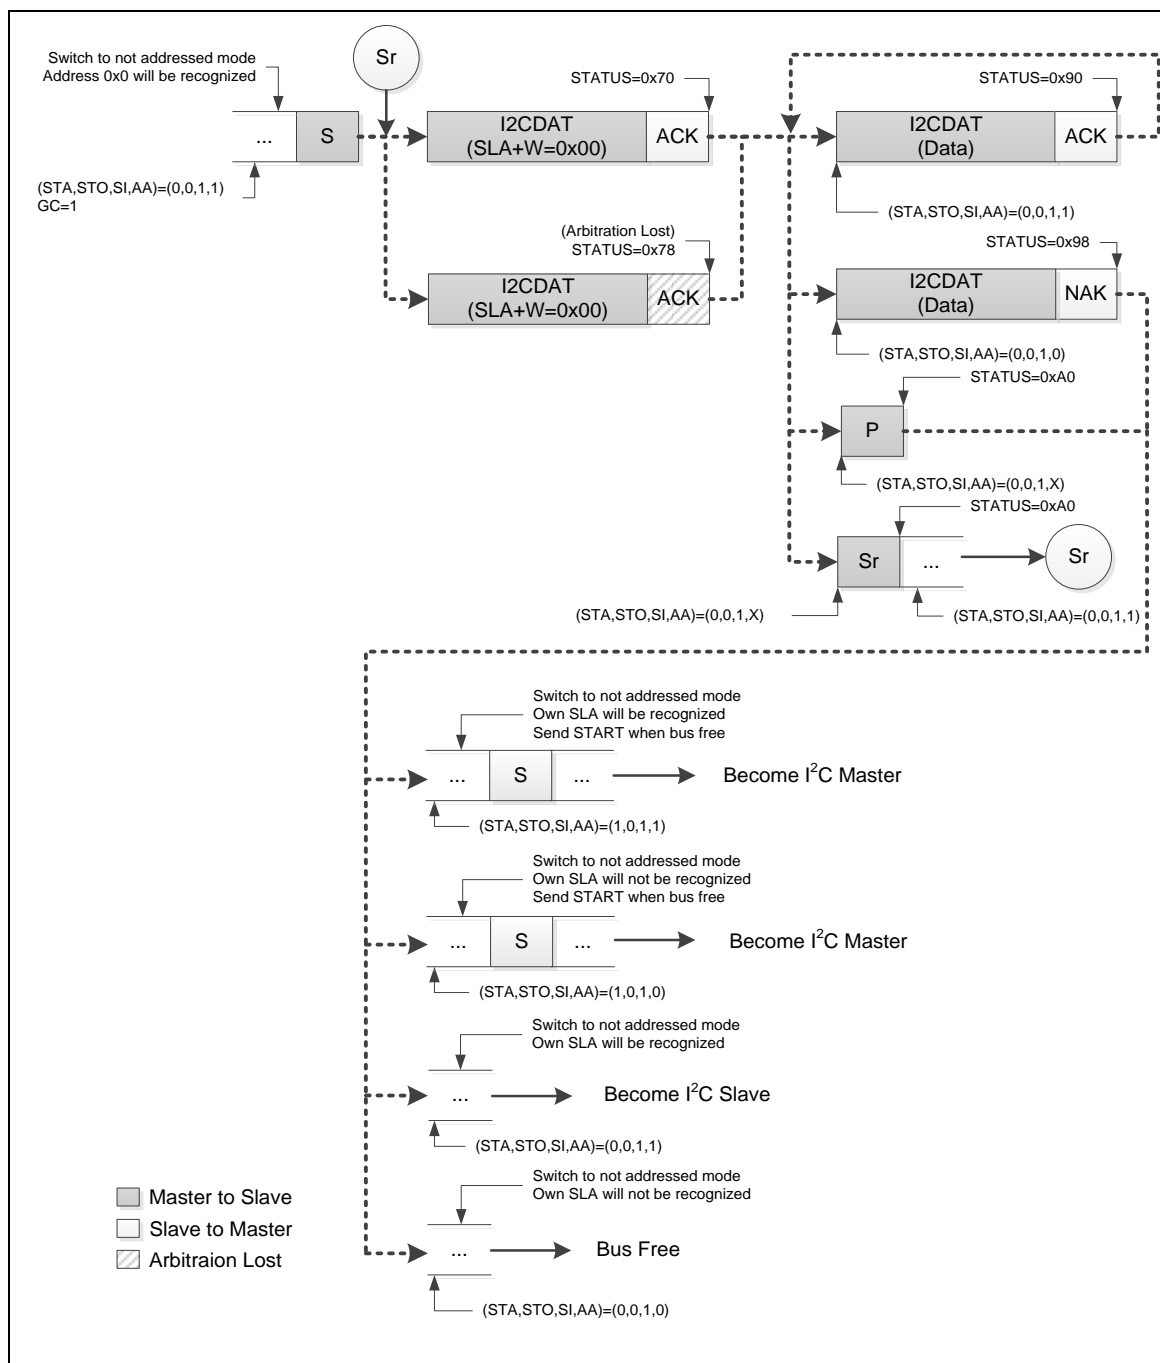 Switch to not addressed mode
Address 0x0 will be recognized
Sr
STATUS=0x70
STATUS=0x90
...
S
I2CDAT
(SLA+W=0x00)
ACK
I2CDAT
(Data)
ACK
(STA,STO,SI,AA)=(0,0,1,1)
GC=1
(STA,STO,SI,AA)=(0,0,1,1)
(Arbitration Lost)
STATUS=0x78
STATUS=0x98
I2CDAT
(SLA+W=0x00)
ACK
I2CDAT
(Data)
NAK
(STA,STO,SI,AA)=(0,0,1,0)
STATUS=0xA0
P
(STA,STO,SI,AA)=(0,0,1,X)
STATUS=0xA0
Sr
...
Sr
(STA,STO,SI,AA)=(0,0,1,X)
(STA,STO,SI,AA)=(0,0,1,1)
Switch to not addressed mode
Own SLA will be recognized
Send START when bus free
...
S
...
Become I²C Master
(STA,STO,SI,AA)=(1,0,1,1)
Switch to not addressed mode
Own SLA will not be recognized
Send START when bus free
...
S
...
Become I²C Master
(STA,STO,SI,AA)=(1,0,1,0)
Switch to not addressed mode
Own SLA will be recognized
...
Become I²C Slave
(STA,STO,SI,AA)=(0,0,1,1)
Switch to not addressed mode
Own SLA will not be recognized
...
Bus Free
(STA,STO,SI,AA)=(0,0,1,0)
Master to Slave
Slave to Master
Arbitraion Lost